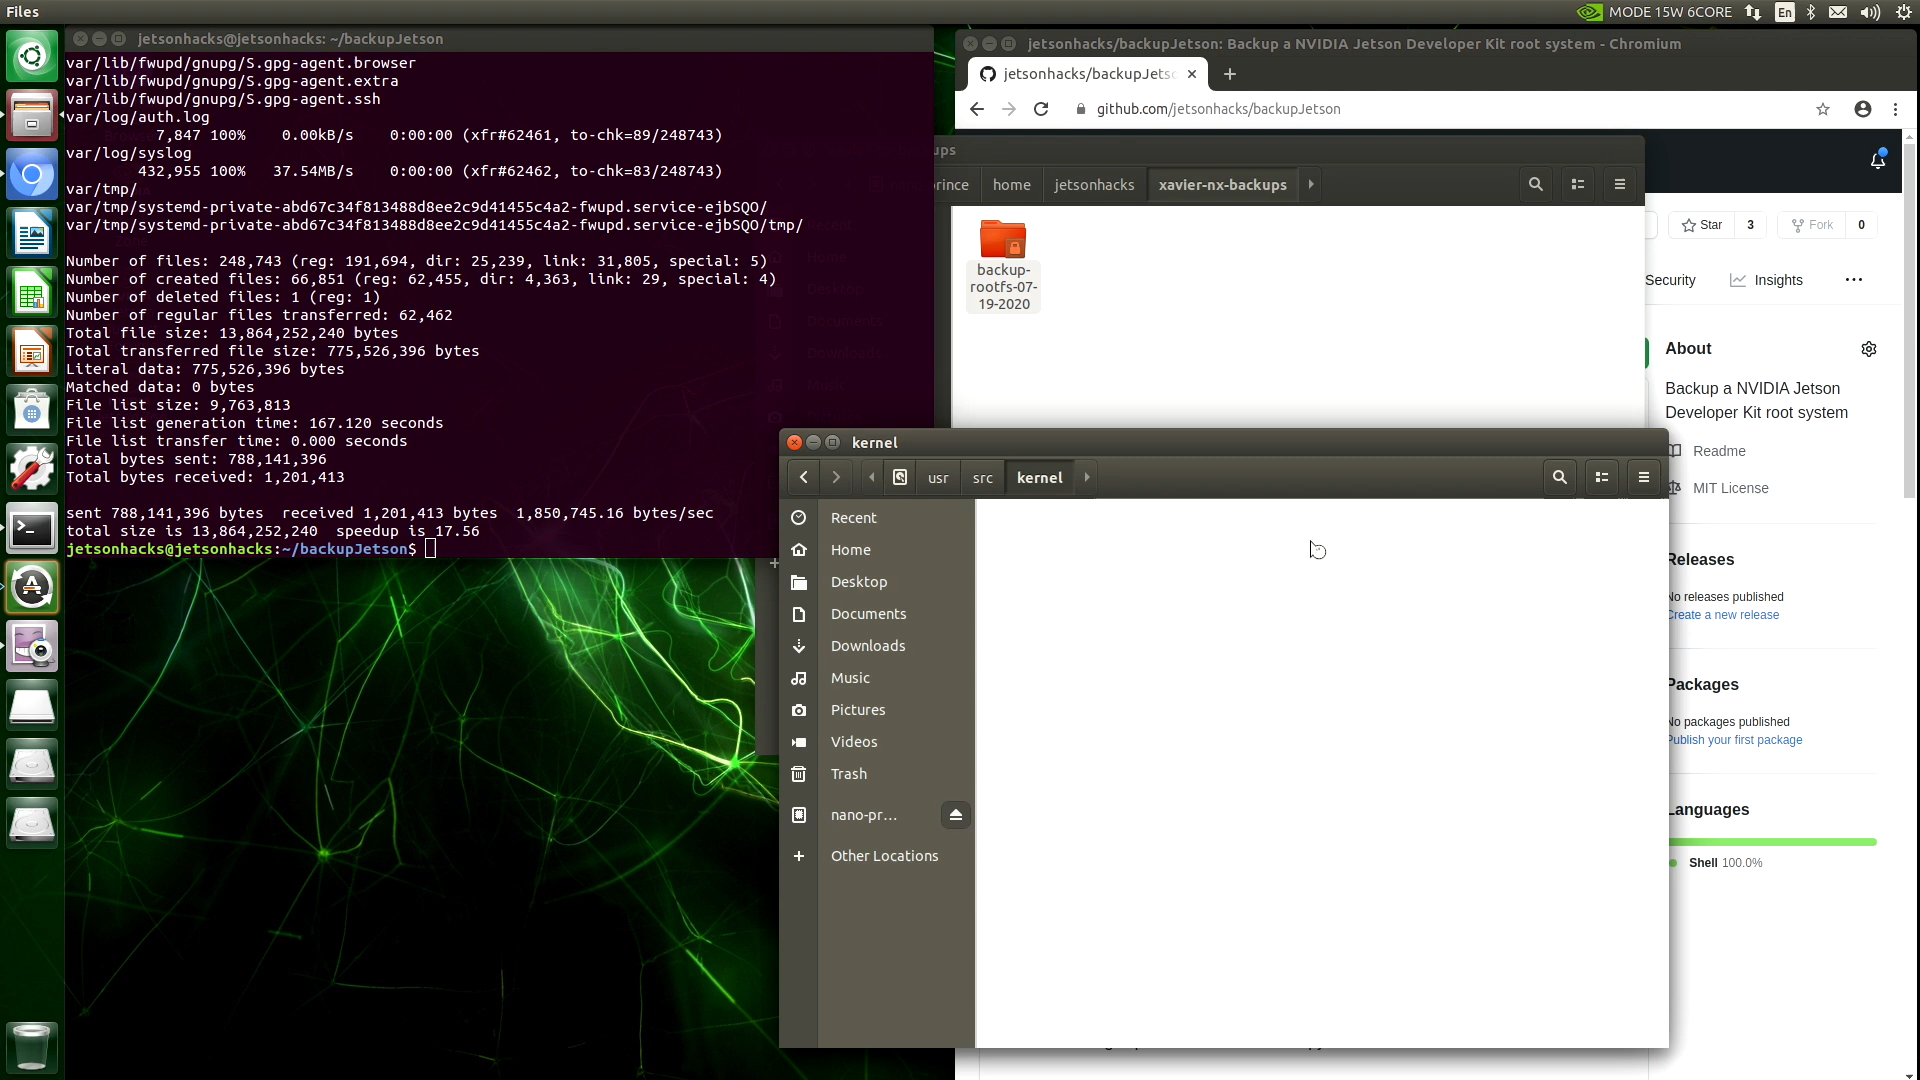 Files
MODE 15W 6CORE
En
jetsonhacks@jetsonhacks: ~/backupJetson
var/lib/fwupd/gnupg/S.gpg-agent.browser
var/lib/fwupd/gnupg/S.gpg-agent.extra
var/lib/fwupd/gnupg/S.gpg-agent.ssh
var/log/auth.log
7,847 100% 0.00kB/s 0:00:00 (xfr#62461, to-chk=89/248743)
var/log/syslog
432,955 100% 37.54MB/s 0:00:00 (xfr#62462, to-chk=83/248743)
var/tmp/
var/tmp/systemd-private-abd67c34f813488d8ee2c9d41455c4a2-fwupd.service-ejbSQO/
var/tmp/systemd-private-abd67c34f813488d8ee2c9d41455c4a2-fwupd.service-ejbSQO/tmp/
Number of files: 248,743 (reg: 191,694, dir: 25,239, link: 31,805, special: 5)
Number of created files: 66,851 (reg: 62,455, dir: 4,363, link: 29, special: 4)
Number of deleted files: 1 (reg: 1)
Number of regular files transferred: 62,462
Total file size: 13,864,252,240 bytes
Total transferred file size: 775,526,396 bytes
Literal data: 775,526,396 bytes
Matched data: 0 bytes
File list size: 9,763,813
File list generation time: 167.120 seconds
File list transfer time: 0.000 seconds
Total bytes sent: 788,141,396
Total bytes received: 1,201,413
sent 788,141,396 bytes received 1,201,413 bytes 1,850,745.16 bytes/sec
total size is 13,864,252,240 speedup is 17.56
jetsonhacks@jetsonhacks:~/backupJetson$
jetsonhacks/backupJetson: Backup a NVIDIA Jetson Developer Kit root system - Chromium
jetsonhacks/backupJets
github.com/jetsonhacks/backupJetson
ups
rince
home
jetsonhacks
xavier-nx-backups
backup-
rootfs-07-
19-2020
Star 3
Fork 0
Security
Insights
About
Backup a NVIDIA Jetson
Developer Kit root system
Readme
MIT License
Releases
No releases published
Create a new release
Packages
No packages published
Publish your first package
Languages
Shell 100.0%
kernel
usr
src
kernel
Recent
Home
Desktop
Documents
Downloads
Music
Pictures
Videos
Trash
nano-pr...
Other Locations